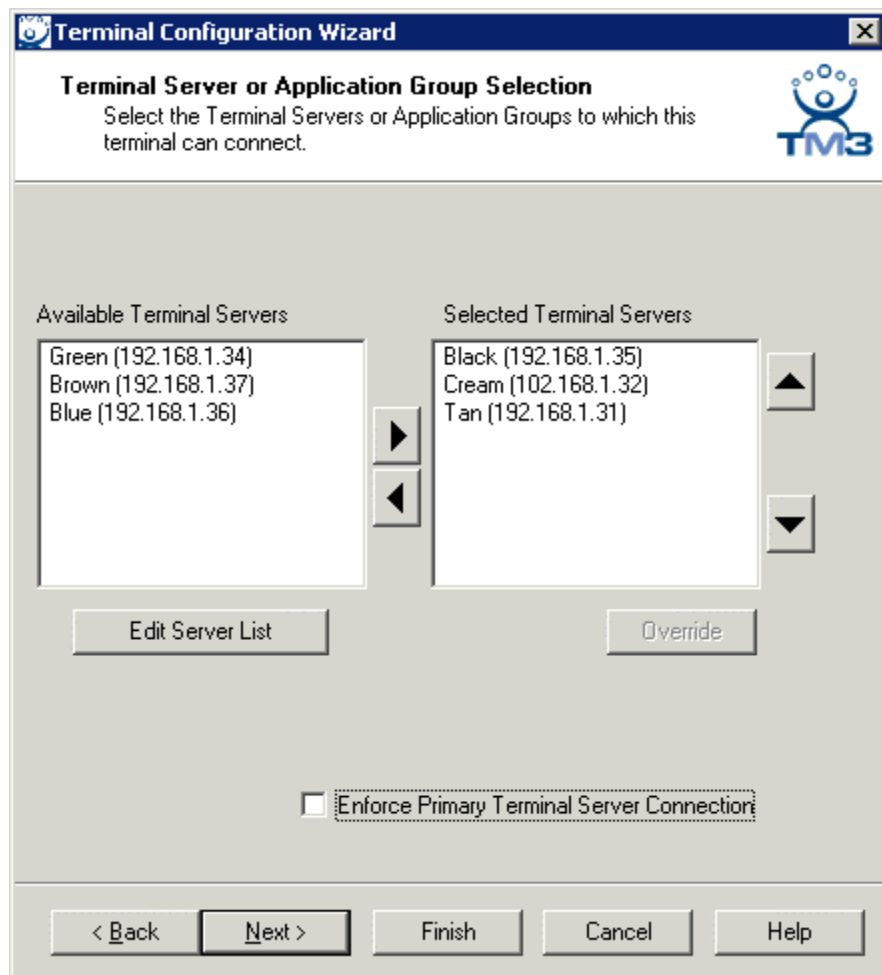 Terminal Configuration Wizard
Terminal Server or Application Group Selection
Select the Terminal Servers or Application Groups to which this
terminal can connect.
TM3
Available Terminal Servers
Green (192.168.1.34)
Brown (192.168.1.37)
Blue (192.168.1.36)
Selected Terminal Servers
Black (192.168.1.35)
Cream (102.168.1.32)
Tan (192.168.1.31)
Edit Server List
Override
Enforce Primary Terminal Server Connection
< Back
Next >
Finish
Cancel
Help